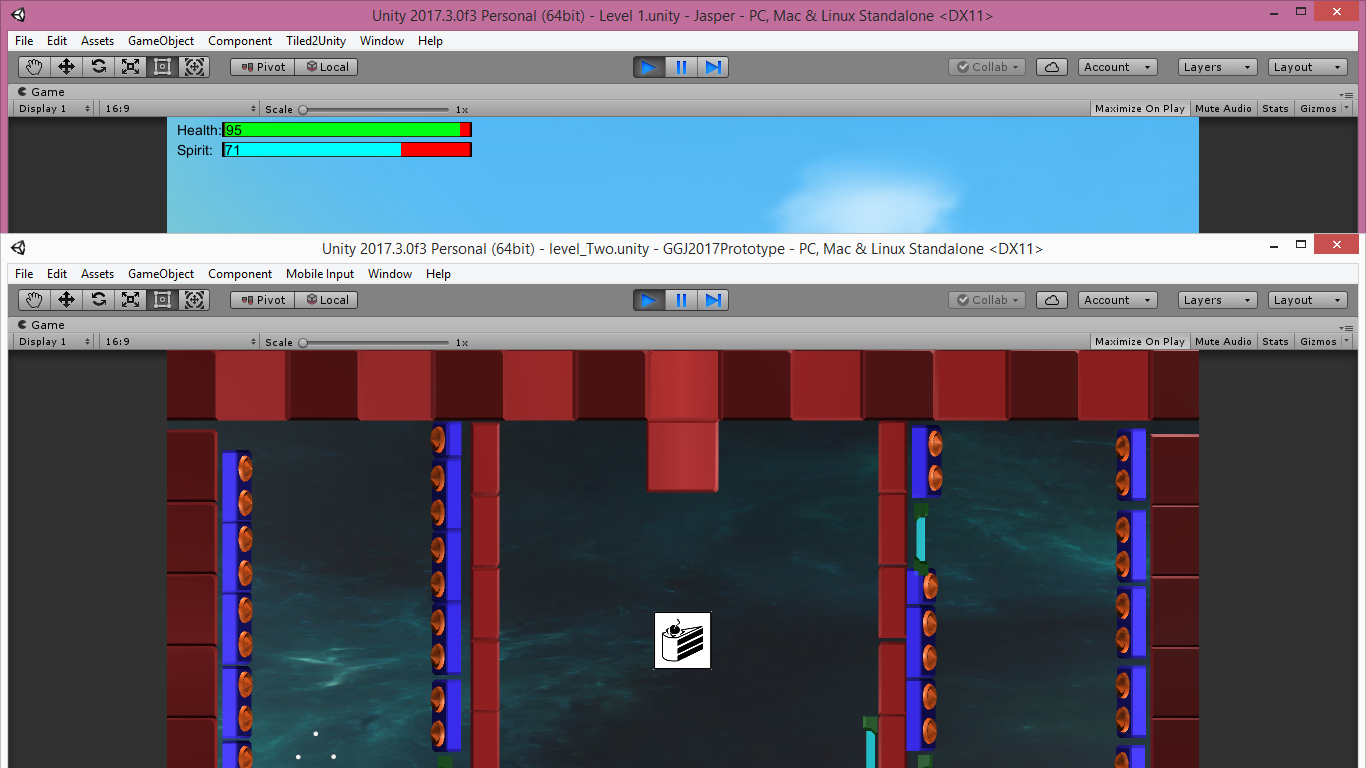 Unity 2017.3.0f3 Personal (64bit) - Level 1.unity - Jasper - PC, Mac & Linux Standalone <DX11>
File Edit Assets GameObject Component Tiled2Unity Window Help
Pivot Local Collab Account Layers Layout
Game
Display 1 16:9 Scale 1x Maximize On Play Mute Audio Stats Gizmos
Health: 95
Spirit: 71
Unity 2017.3.0f3 Personal (64bit) - level_Two.unity - GGJ2017Prototype - PC, Mac & Linux Standalone <DX11>
File Edit Assets GameObject Component Mobile Input Window Help
Pivot Local Collab Account Layers Layout
Game
Display 1 16:9 Scale 1x Maximize On Play Mute Audio Stats Gizmos